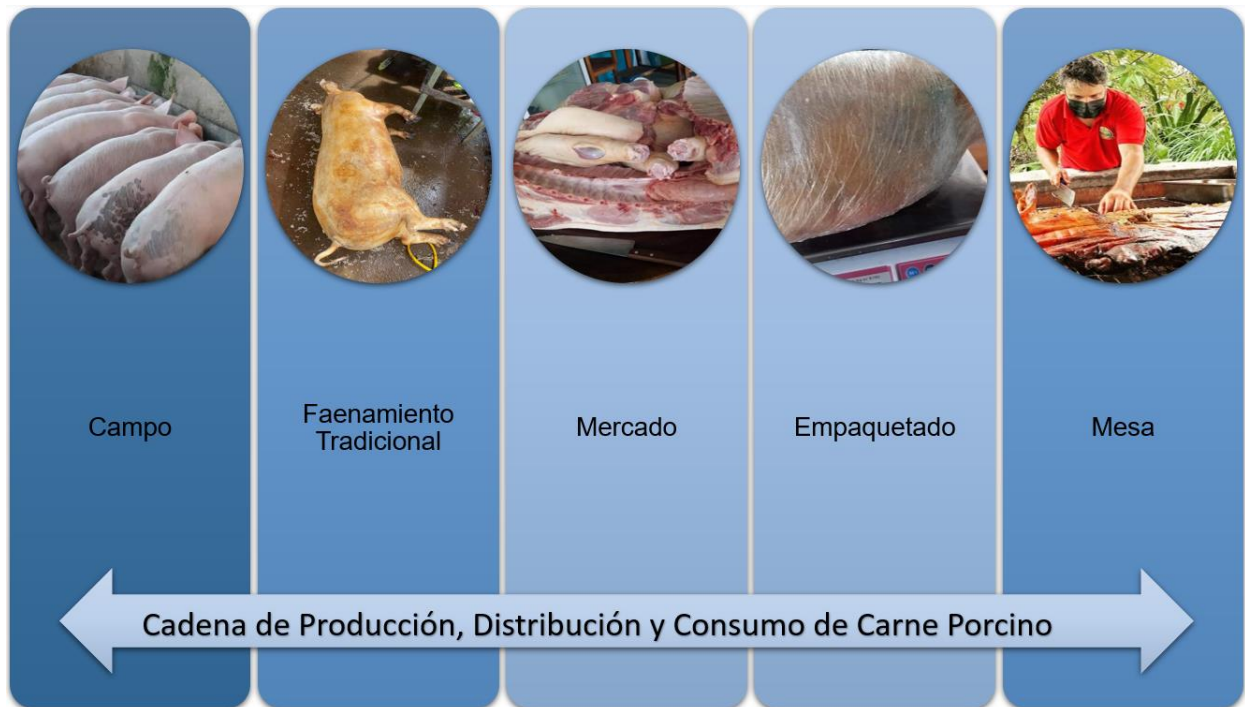 Campo
Faenamiento
Tradicional
Mercado
Empaquetado
Mesa
Cadena de Producción, Distribución y Consumo de Carne Porcino